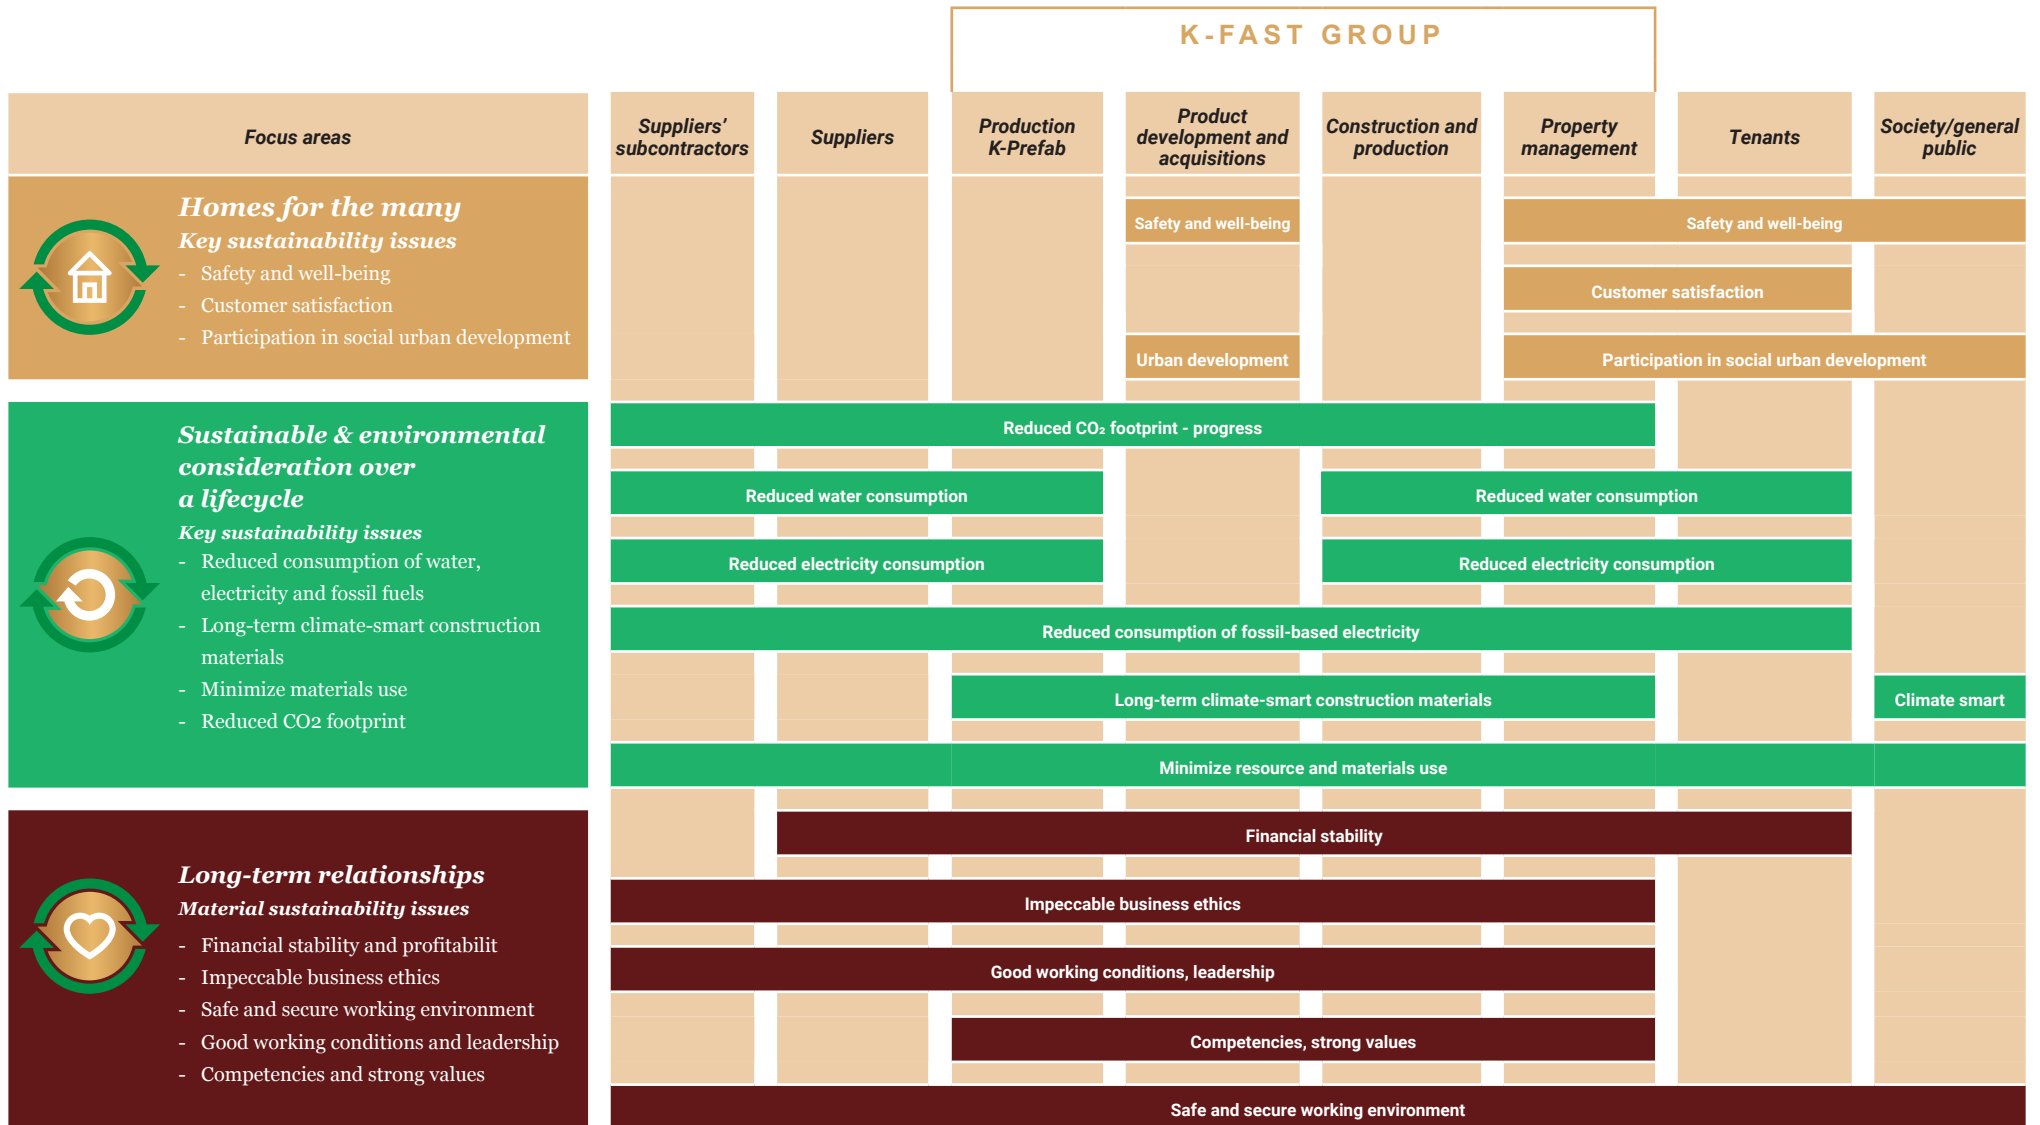 K-FAST GROUP
Focus areas
Suppliers’
subcontractors
Suppliers
Production
K-Prefab
Product
development and
acquisitions
Construction and
production
Property
management
Tenants
Society/general
public
Homes for the many
Key sustainability issues
- Safety and well-being
- Customer satisfaction
- Participation in social urban development
Safety and well-being
Safety and well-being
Customer satisfaction
Urban development
Participation in social urban development
Sustainable & environmental
consideration over
a lifecycle
Key sustainability issues
- Reduced consumption of water,
electricity and fossil fuels
- Long-term climate-smart construction
materials
- Minimize materials use
- Reduced CO2 footprint
Reduced CO₂ footprint - progress
Reduced water consumption
Reduced water consumption
Reduced electricity consumption
Reduced electricity consumption
Reduced consumption of fossil-based electricity
Long-term climate-smart construction materials
Climate smart
Minimize resource and materials use
Long-term relationships
Material sustainability issues
- Financial stability and profitabilit
- Impeccable business ethics
- Safe and secure working environment
- Good working conditions and leadership
- Competencies and strong values
Financial stability
Impeccable business ethics
Good working conditions, leadership
Competencies, strong values
Safe and secure working environment